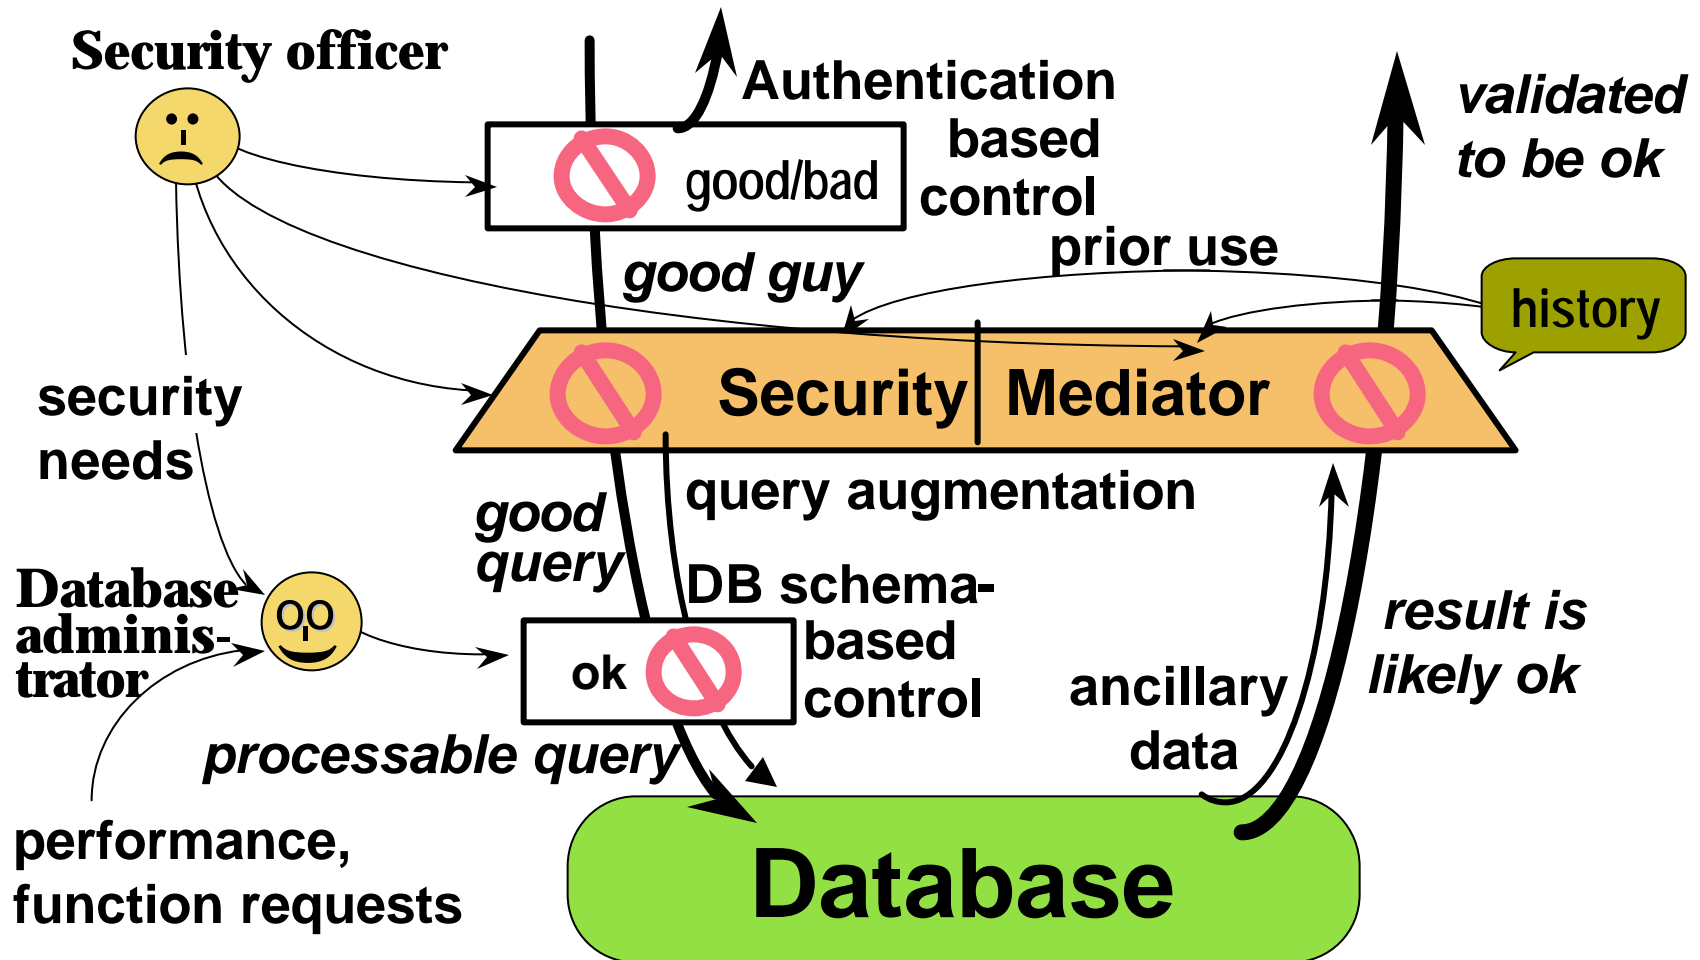 Security officer
Authentication
based
control
good/bad
validated
to be ok
prior use
good guy
history
Security Mediator
security
needs
query augmentation
good
query
DB schema-
based
control
Database
adminis-
trator
ok
result is
likely ok
ancillary
data
processable query
performance,
function requests
Database